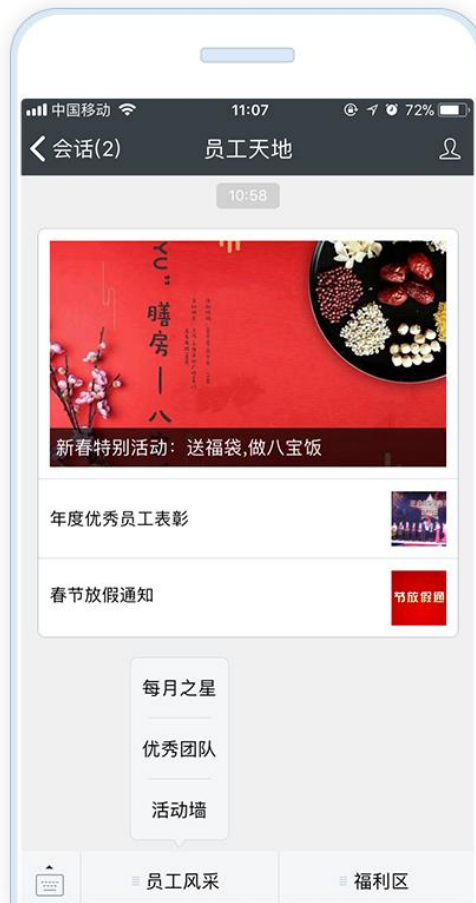 中国移动
11:07
72%
会话(2)
员工天地
10:58
YC" 膳房 — 八
新春特别活动：送福袋,做八宝饭
年度优秀员工表彰
春节放假通知
节放假通
每月之星
优秀团队
活动墙
员工风采
福利区